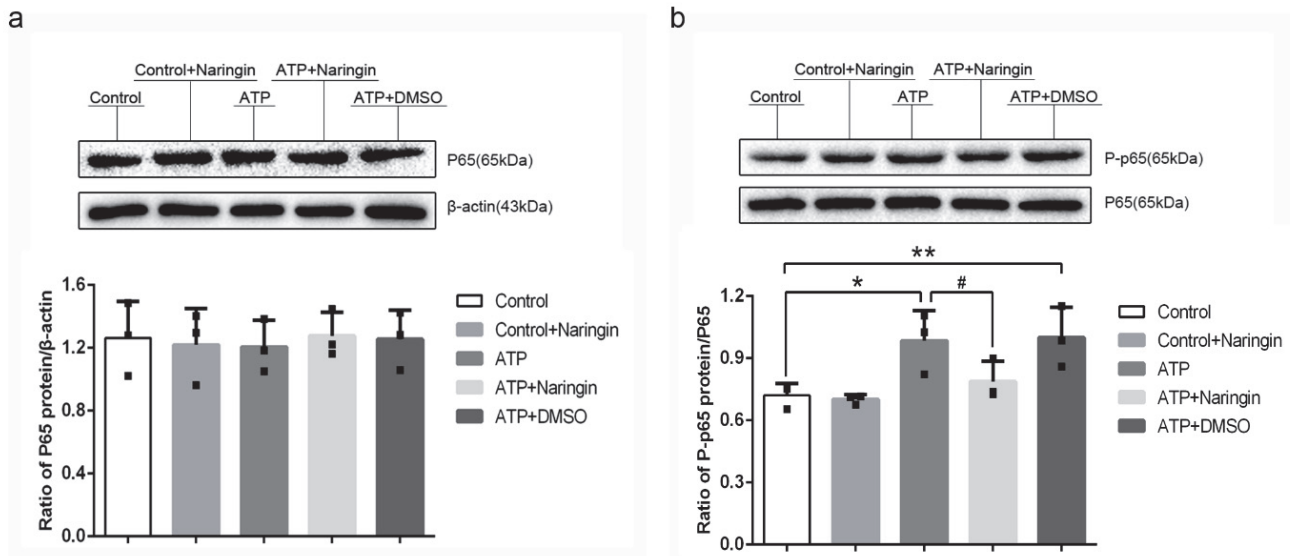 a
Control+Naringin ATP+Naringin
Control ATP ATP+DMSO
P65(65kDa)
β-actin(43kDa)
Ratio of P65 protein/β-actin
1.6
1.2
0.8
0.4
0.0
Control
Control+Naringin
ATP
ATP+Naringin
ATP+DMSO
b
Control+Naringin ATP+Naringin
Control ATP ATP+DMSO
P-p65(65kDa)
P65(65kDa)
Ratio of P-p65 protein/P65
**
* #
1.2
0.9
0.6
0.3
0.0
Control
Control+Naringin
ATP
ATP+Naringin
ATP+DMSO